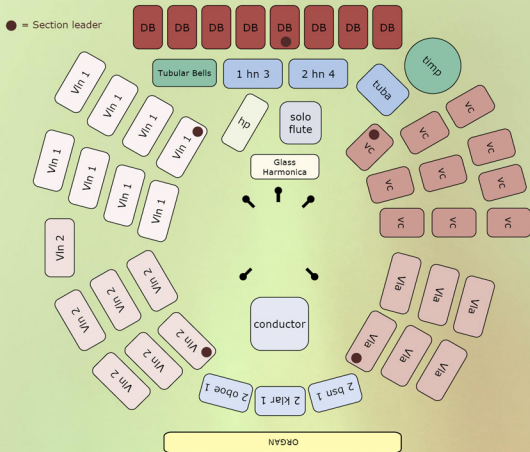 = Section leader
DB DB DB DB DB DB DB DB
Tubular Bells
1 hn 3
2 hn 4
tuba
timp
Vln 1
Vln 1
Vln 1
Vln 1
hp
solo
flute
Glass
Harmonica
vc
vc
vc
Vln 1
Vln 1
Vln 1
Vln 1
vc
vc
vc
vc
vc
vc
vc
Vln 2
Vln 2
Vln 2
Vln 2
Vln 2
Vln 2
Vln 2
conductor
Vla
Vla
Vla
Vla
Vla
Vla
2 oboe 1
2 klar 1
2 bsn 1
ORGAN